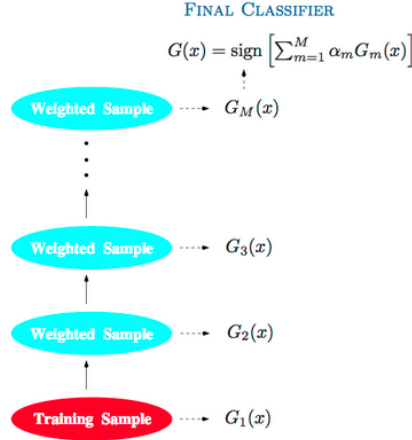 FINAL CLASSIFIER
G(x) = sign [∑_{m=1}^{M} α_m G_m(x)]
Weighted Sample G_M(x)
Weighted Sample G_3(x)
Weighted Sample G_2(x)
Training Sample G_1(x)